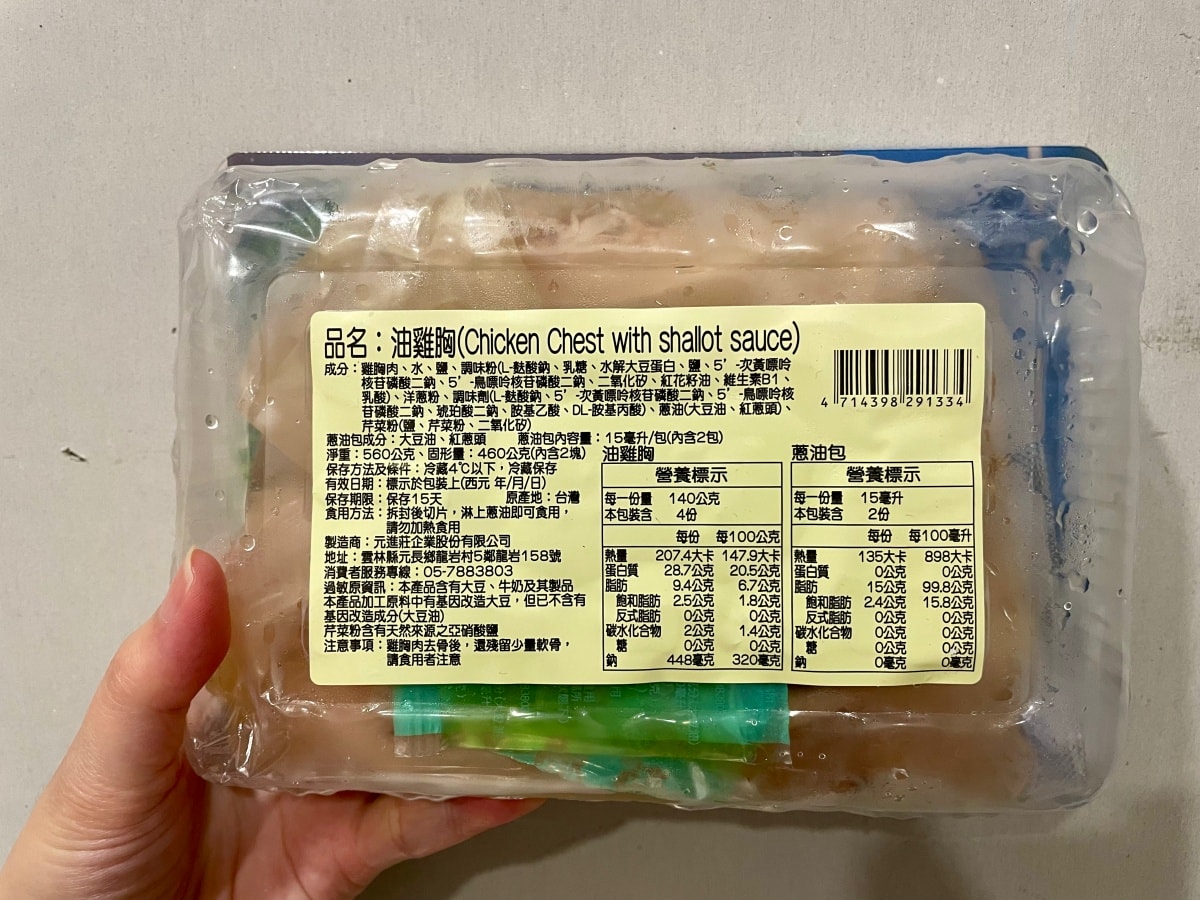 品名：油雞胸(Chicken Chest with shallot sauce)
成分：雞胸肉、水、鹽、調味粉(L-麩酸鈉、乳糖、水解大豆蛋白、鹽、5’-次黃嘌呤
核苷磷酸二鈉、5’-鳥嘌呤核苷磷酸二鈉、二氧化矽、紅花籽油、維生素B1、
乳酸)、洋蔥粉、調味劑(L-麩酸鈉、5’-次黃嘌呤核苷磷酸二鈉、5’-鳥嘌呤核
苷磷酸二鈉、琥珀酸二鈉、胺基乙酸、DL-胺基丙酸)、蔥油(大豆油、紅蔥頭)、
芹菜粉(鹽、芹菜粉、二氧化矽)
4 714398 291334
蔥油包成分：大豆油、紅蔥頭 蔥油包內容量：15毫升/包(內含2包)
淨重：560公克、固形量：460公克(內含2塊)
保存方法及條件：冷藏4℃以下，冷藏保存
有效日期：標示於包裝上(西元 年/月/日)
保存期限：保存15天 原產地：台灣
食用方法：拆封後切片，淋上蔥油即可食用，
請勿加熱食用
製造商：元進莊企業股份有限公司
地址：雲林縣元長鄉龍岩村5鄰龍岩158號
消費者服務專線：05-7883803
過敏原資訊：本產品含有大豆、牛奶及其製品
本產品加工原料中有基因改造大豆，但已不含有
基因改造成分(大豆油)
芹菜粉含有天然來源之亞硝酸鹽
注意事項：雞胸肉去骨後，還殘留少量軟骨，
請食用者注意
油雞胸
營養標示
每一份量 140公克
本包裝含 4份
每份 每100公克
熱量 207.4大卡 147.9大卡
蛋白質 28.7公克 20.5公克
脂肪 9.4公克 6.7公克
飽和脂肪 2.5公克 1.8公克
反式脂肪 0公克 0公克
碳水化合物 2公克 1.4公克
糖 0公克 0公克
鈉 448毫克 320毫克
蔥油包
營養標示
每一份量 15毫升
本包裝含 2份
每份 每100毫升
熱量 135大卡 898大卡
蛋白質 0公克 0公克
脂肪 15公克 99.8公克
飽和脂肪 2.4公克 15.8公克
反式脂肪 0公克 0公克
碳水化合物 0公克 0公克
糖 0公克 0公克
鈉 0毫克 0毫克